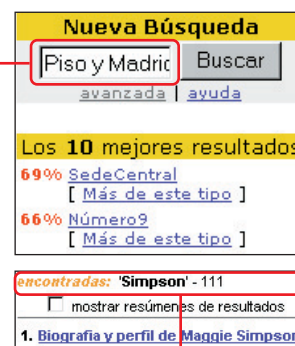 Nueva Búsqueda
Piso y Madric Buscar
avanzada | ayuda
Los 10 mejores resultados
69% SedeCentral
[ Más de este tipo ]
66% Número9
[ Más de este tipo ]
encontradas: 'Simpson' - 111
mostrar resúmenes de resultados
1. Biografia y perfil de Maggie Simpson